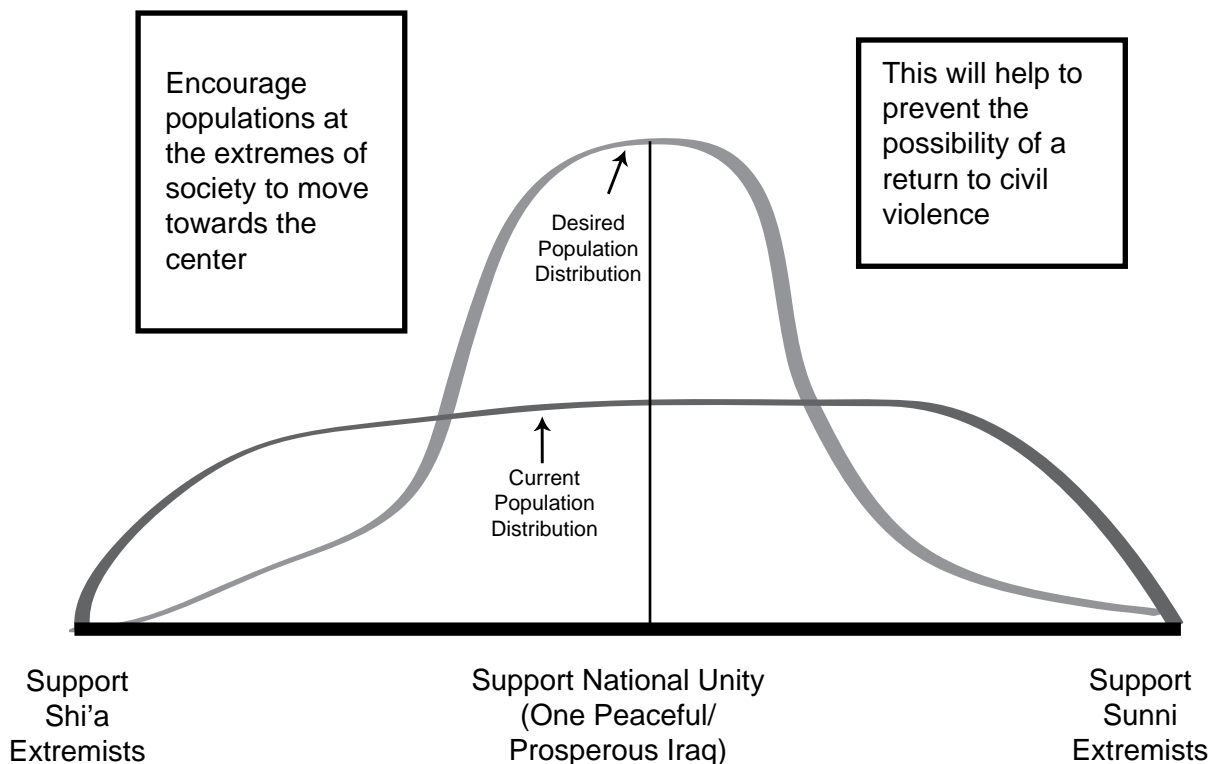 Encourage
populations at
the extremes of
society to move
towards the
center
This will help to
prevent the
possibility of a
return to civil
violence
Desired
Population
Distribution
Current
Population
Distribution
Support
Shi’a
Extremists
Support National Unity
(One Peaceful/
Prosperous Iraq)
Support
Sunni
Extremists